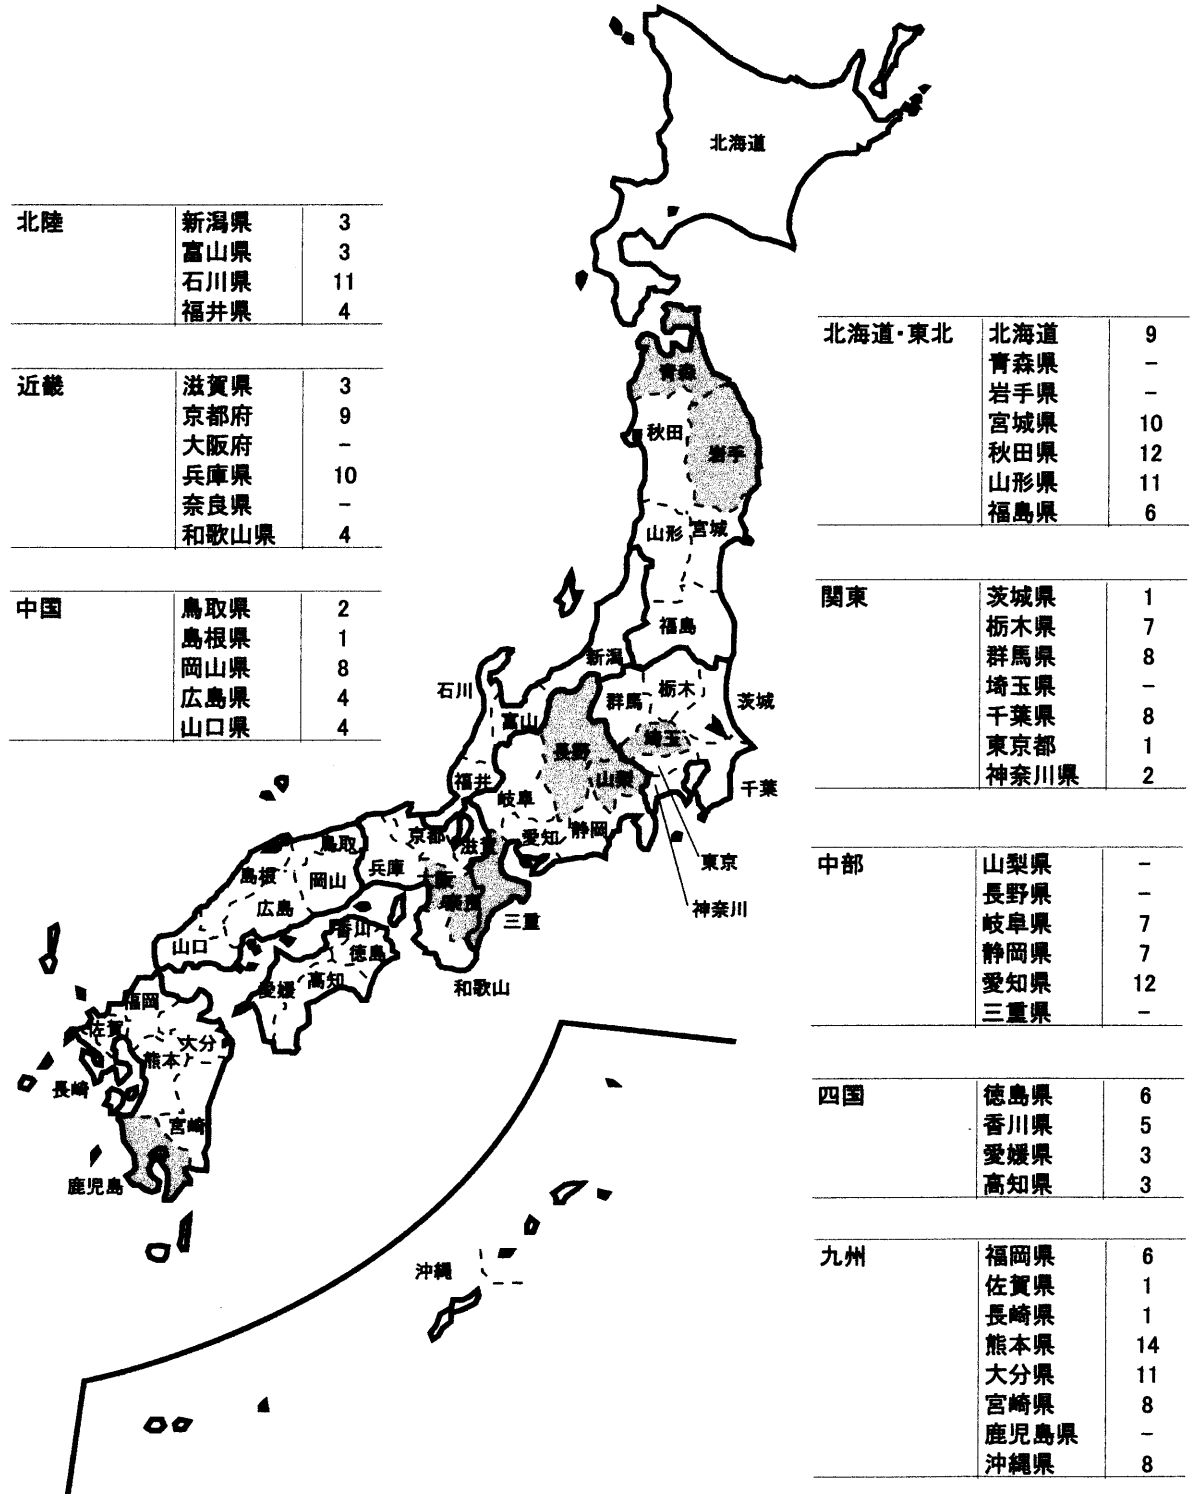 北陸 新潟県 3
富山県 3
石川県 11
福井県 4
近畿 滋賀県 3
京都府 9
大阪府 -
兵庫県 10
奈良県 -
和歌山県 4
中国 鳥取県 2
島根県 1
岡山県 8
広島県 4
山口県 4
北海道・東北 北海道 9
青森県 -
岩手県 -
宮城県 10
秋田県 12
山形県 11
福島県 6
関東 茨城県 1
栃木県 7
群馬県 8
埼玉県 -
千葉県 8
東京都 1
神奈川県 2
中部 山梨県 -
長野県 -
岐阜県 7
静岡県 7
愛知県 12
三重県 -
四国 徳島県 6
香川県 5
愛媛県 3
高知県 3
九州 福岡県 6
佐賀県 1
長崎県 1
熊本県 14
大分県 11
宮崎県 8
鹿児島県 -
沖縄県 8
北海道
青森
秋田
岩手
山形
宮城
福島
新潟
石川
富山
群馬
栃木
茨城
埼玉
長野
山梨
千葉
福井
岐阜
静岡
愛知
東京
神奈川
京都
滋賀
鳥取
兵庫
大阪
奈良
三重
和歌山
島根
岡山
広島
山口
香川
徳島
高知
愛媛
福岡
佐賀
大分
熊本
長崎
宮崎
鹿児島
沖縄